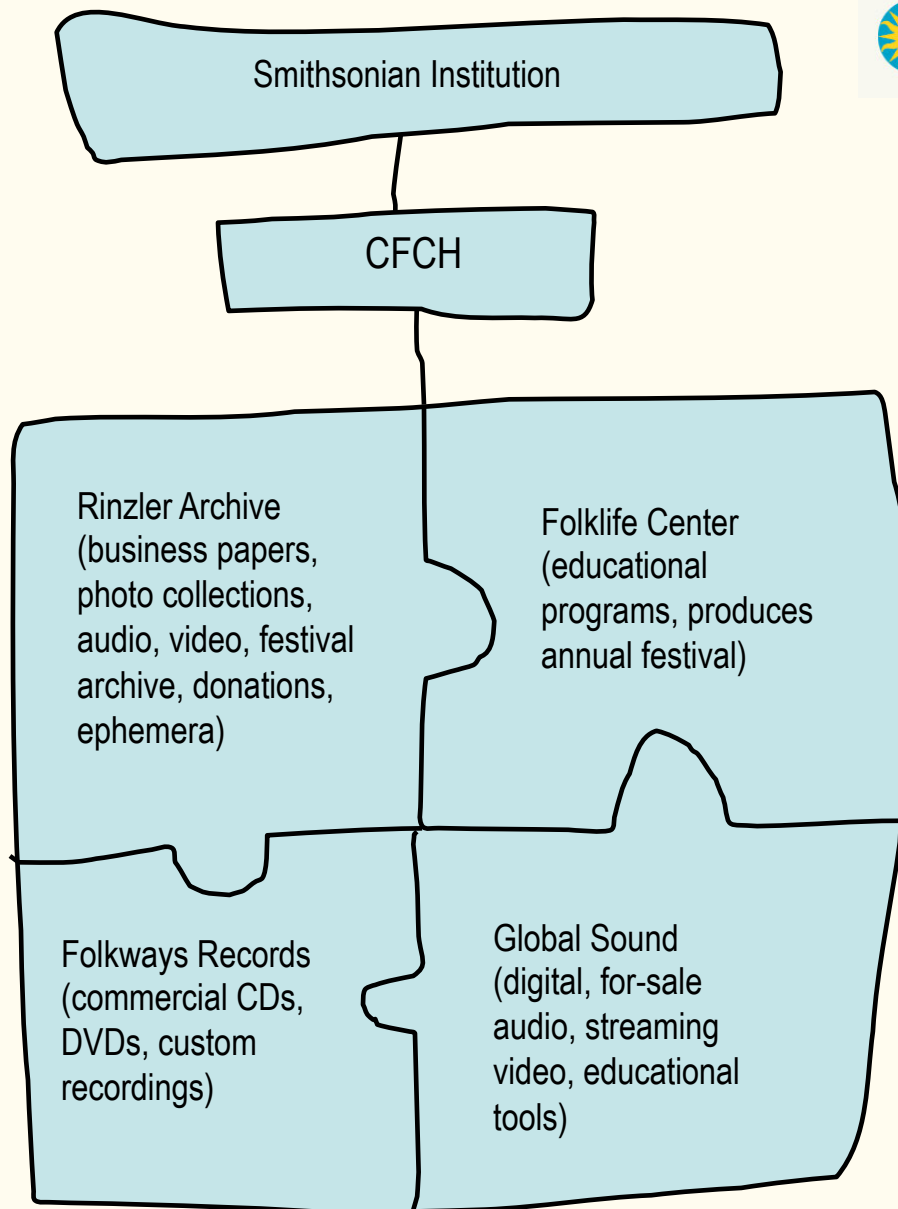 Smithsonian Institution
CFCH
Rinzler Archive
(business papers,
photo collections,
audio, video, festival
archive, donations,
ephemera)
Folklife Center
(educational
programs, produces
annual festival)
Folkways Records
(commercial CDs,
DVDs, custom
recordings)
Global Sound
(digital, for-sale
audio, streaming
video, educational
tools)